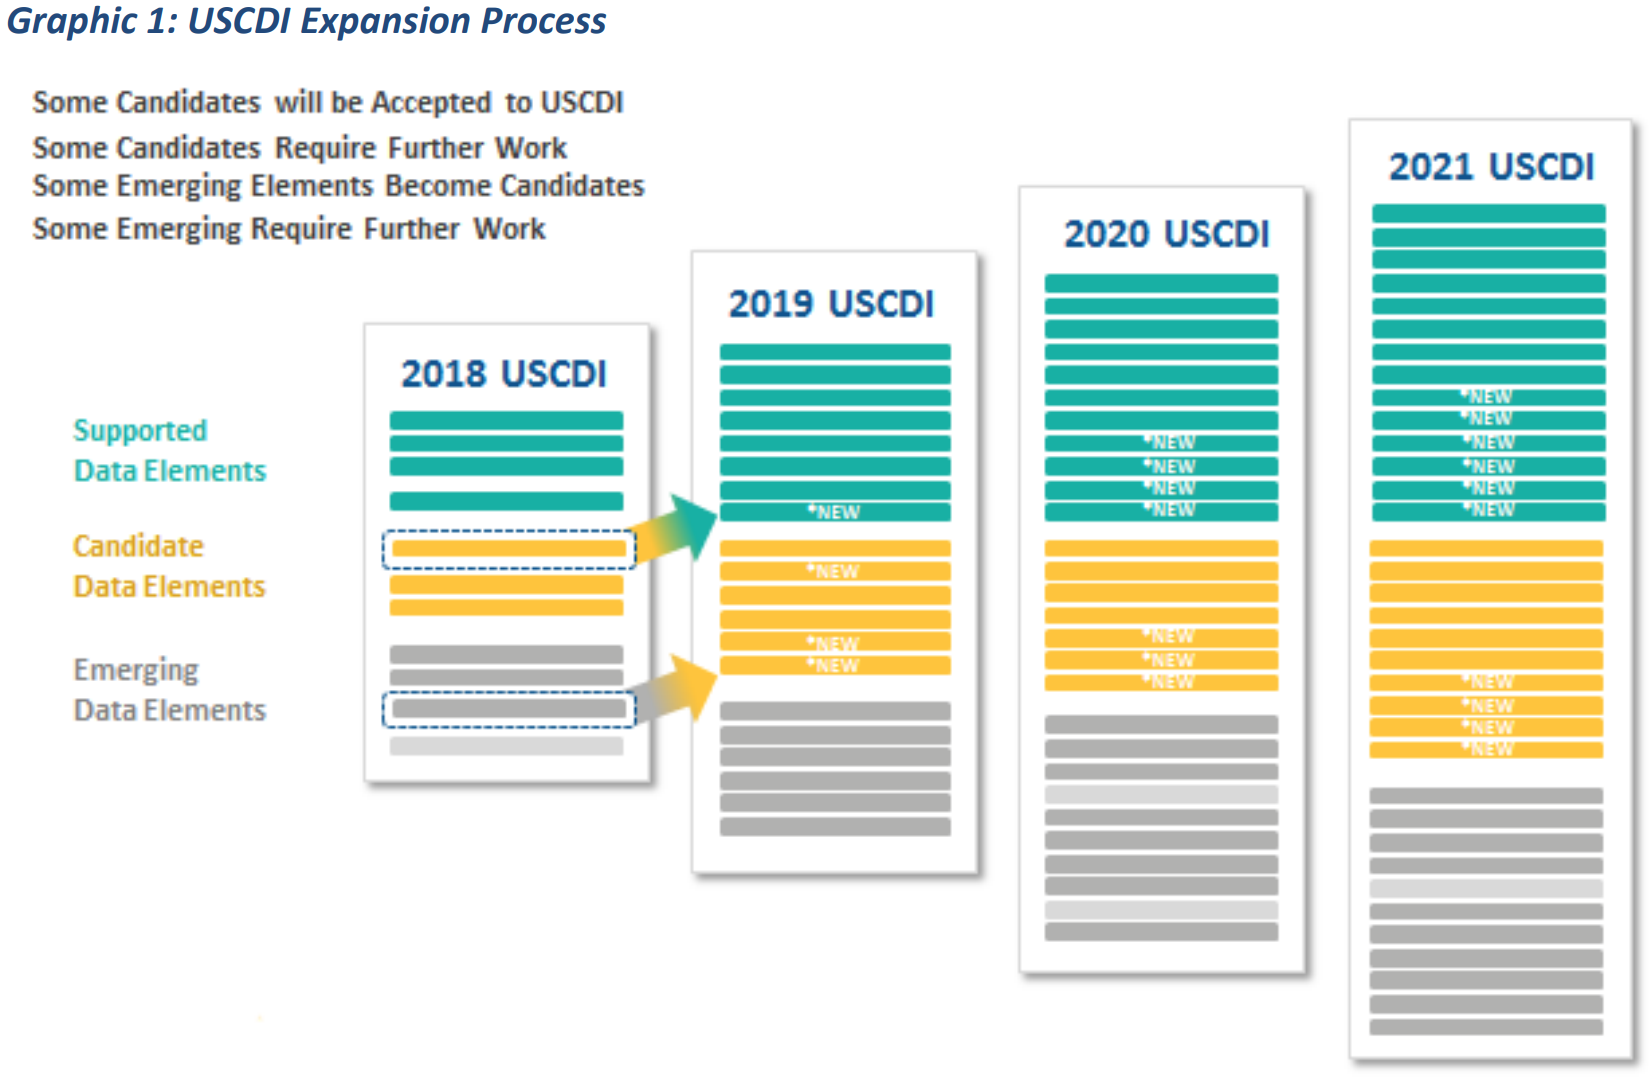 Graphic 1: USCDI Expansion Process
Some Candidates will be Accepted to USCDI
Some Candidates Require Further Work
Some Emerging Elements Become Candidates
Some Emerging Require Further Work
2018 USCDI
Supported
Data Elements
Candidate
Data Elements
Emerging
Data Elements
2019 USCDI
*NEW
*NEW
*NEW
*NEW
2020 USCDI
*NEW
*NEW
*NEW
*NEW
*NEW
*NEW
*NEW
2021 USCDI
*NEW
*NEW
*NEW
*NEW
*NEW
*NEW
*NEW
*NEW
*NEW
*NEW